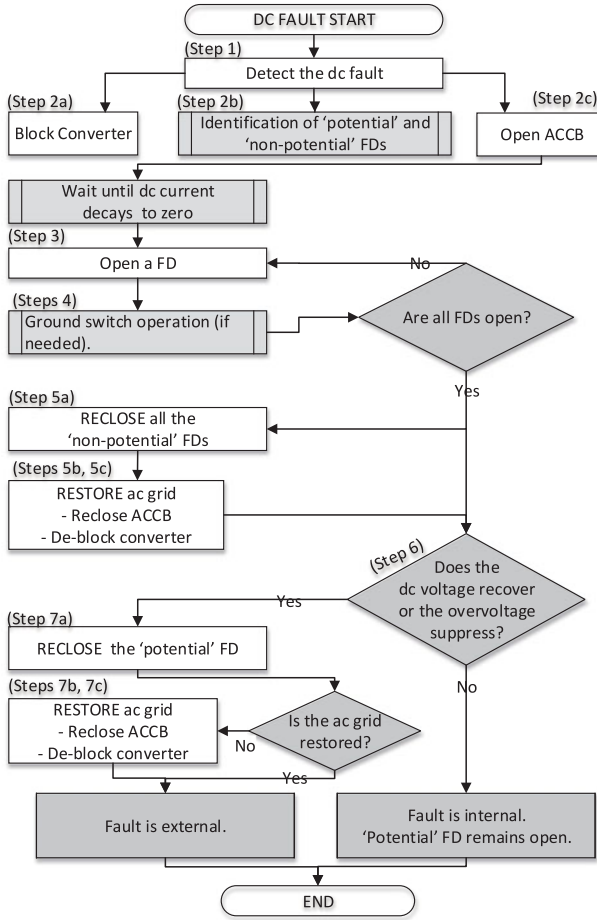 DC FAULT START
(Step 1)
Detect the dc fault
(Step 2a)
Block Converter
(Step 2b)
Identification of ‘potential’ and
‘non-potential’ FDs
(Step 2c)
Open ACCB
Wait until dc current
decays to zero
(Step 3)
Open a FD
No
(Steps 4)
Ground switch operation (if
needed).
Are all FDs open?
Yes
(Step 5a)
RECLOSE all the
‘non-potential’ FDs
(Steps 5b, 5c)
RESTORE ac grid
- Reclose ACCB
- De-block converter
(Step 6)
Does the
dc voltage recover
or the overvoltage
suppress?
Yes
(Step 7a)
RECLOSE the ‘potential’ FD
No
(Steps 7b, 7c)
RESTORE ac grid
- Reclose ACCB
- De-block converter
Is the ac grid
restored?
No
Yes
Fault is external.
Fault is internal.
‘Potential’ FD remains open.
END